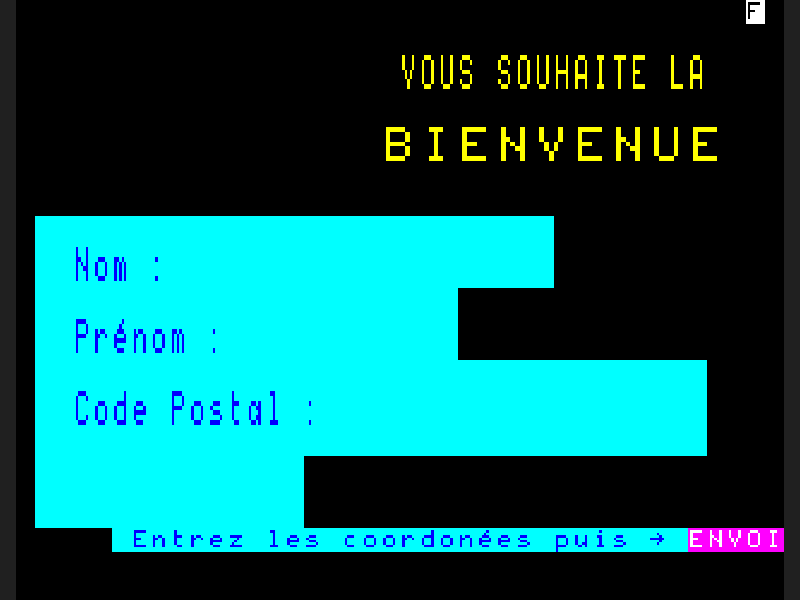 F
VOUS SOUHAITE LA
BIENVENUE
Nom :
Prénom :
Code Postal :
Entrez les coordonées puis → ENVOI